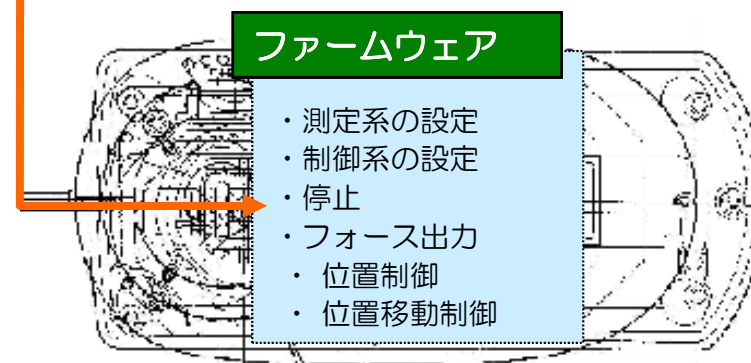 ファームウェア
・測定系の設定
・制御系の設定
・停止
・フォース出力
・ 位置制御
・ 位置移動制御